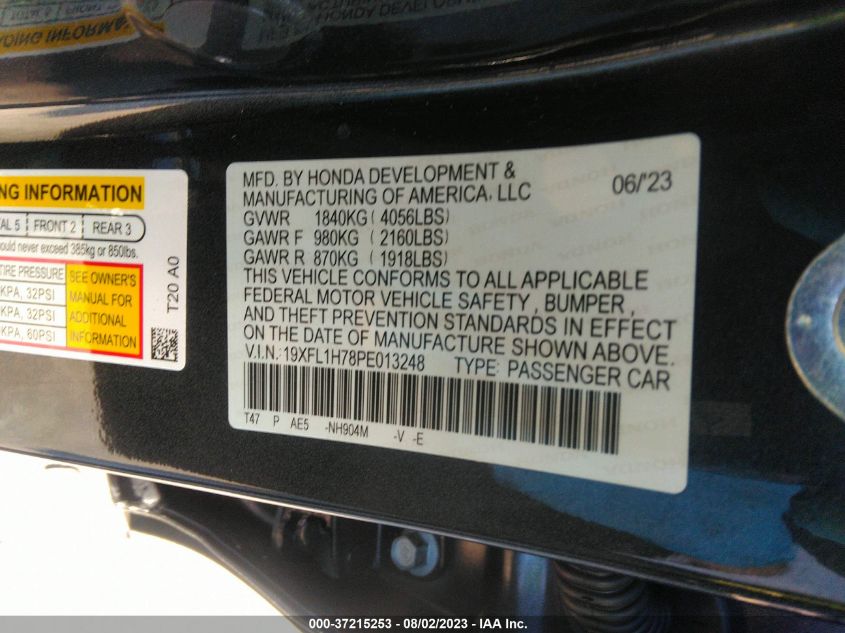 NG INFORMATION
TAL 5 FRONT 2 REAR 3
should never exceed 385kg or 850lbs.
TIRE PRESSURE
KPA, 32PSI
KPA, 32PSI
KPA, 60PSI
SEE OWNER'S
MANUAL FOR
ADDITIONAL
INFORMATION
T20 A0
MFD. BY HONDA DEVELOPMENT &
MANUFACTURING OF AMERICA, LLC 06/'23
GVWR 1840KG (4056LBS)
GAWR F 980KG (2160LBS)
GAWR R 870KG (1918LBS)
THIS VEHICLE CONFORMS TO ALL APPLICABLE
FEDERAL MOTOR VEHICLE SAFETY, BUMPER,
AND THEFT PREVENTION STANDARDS IN EFFECT
ON THE DATE OF MANUFACTURE SHOWN ABOVE.
V.I.N.:19XFL1H78PE013248 TYPE: PASSENGER CAR
T47 P AE5 -NH904M -V -E
000-37215253 - 08/02/2023 - IAA Inc.